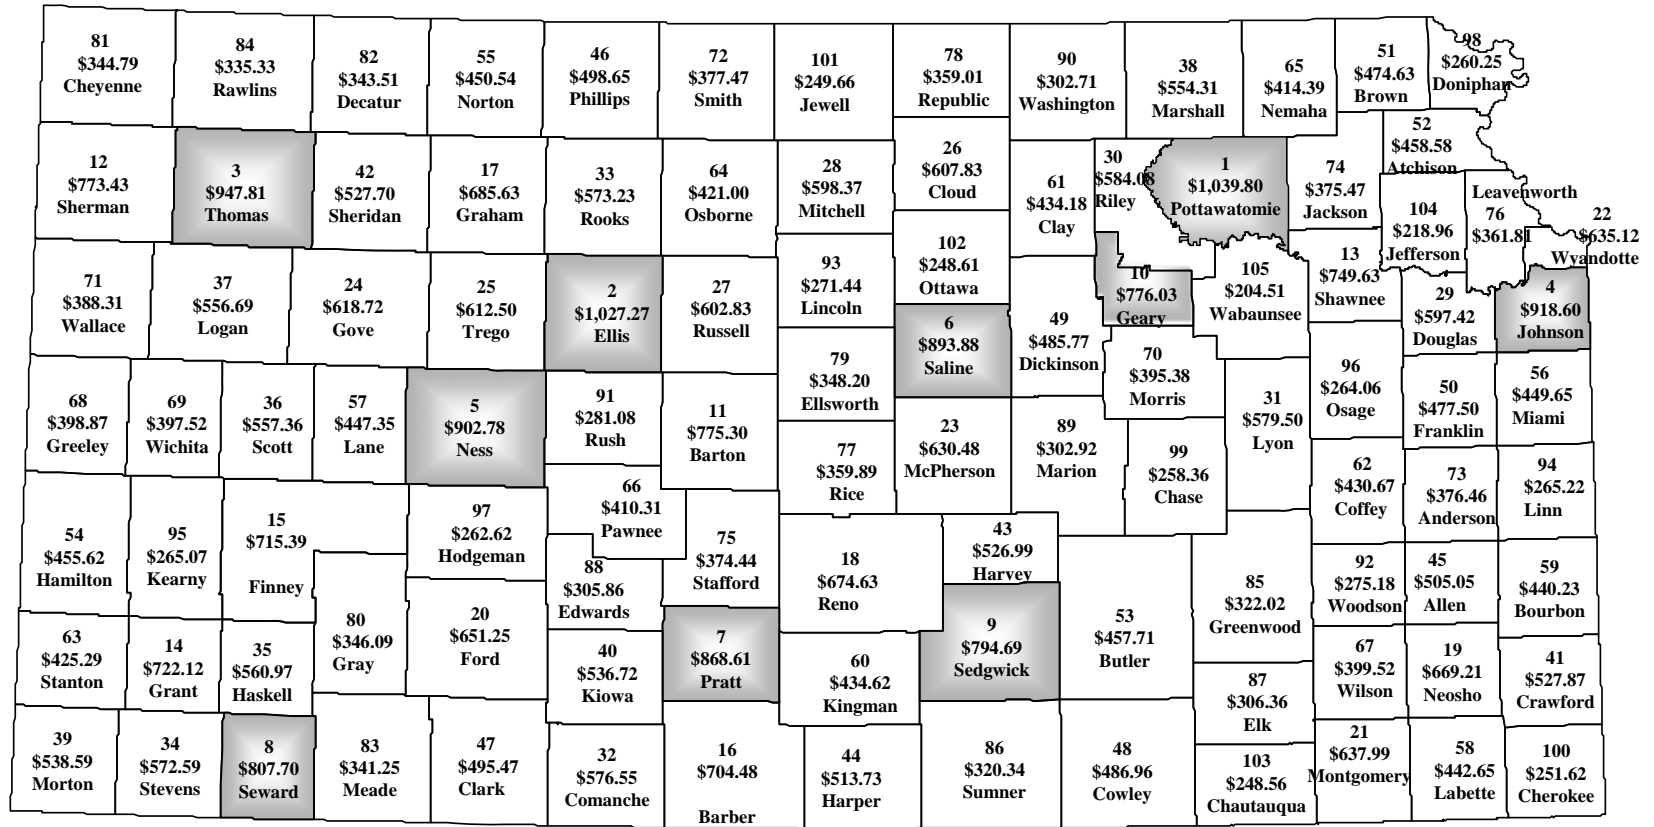 81
$344.79
Cheyenne
84
$335.33
Rawlins
82
$343.51
Decatur
55
$450.54
Norton
46
$498.65
Phillips
72
$377.47
Smith
101
$249.66
Jewell
78
$359.01
Republic
90
$302.71
Washington
38
$554.31
Marshall
65
$414.39
Nemaha
51
$474.63
Brown
98
$260.25
Doniphan
12
$773.43
Sherman
3
$947.81
Thomas
42
$527.70
Sheridan
17
$685.63
Graham
33
$573.23
Rooks
64
$421.00
Osborne
28
$598.37
Mitchell
26
$607.83
Cloud
61
$434.18
Clay
30
$584.08
Riley
1
$1,039.80
Pottawatomie
74
$375.47
Jackson
52
$458.58
Atchison
104
$218.96
Jefferson
Leavenworth
76
$361.81
22
$635.12
Wyandotte
71
$388.31
Wallace
37
$556.69
Logan
24
$618.72
Gove
25
$612.50
Trego
2
$1,027.27
Ellis
27
$602.83
Russell
93
$271.44
Lincoln
102
$248.61
Ottawa
6
$893.88
Saline
49
$485.77
Dickinson
10
$776.03
Geary
105
$204.51
Wabaunsee
13
$749.63
Shawnee
29
$597.42
Douglas
4
$918.60
Johnson
68
$398.87
Greeley
69
$397.52
Wichita
36
$557.36
Scott
57
$447.35
Lane
5
$902.78
Ness
91
$281.08
Rush
11
$775.30
Barton
79
$348.20
Ellsworth
77
$359.89
Rice
23
$630.48
McPherson
89
$302.92
Marion
70
$395.38
Morris
99
$258.36
Chase
31
$579.50
Lyon
96
$264.06
Osage
50
$477.50
Franklin
56
$449.65
Miami
54
$455.62
Hamilton
95
$265.07
Kearny
15
$715.39
Finney
97
$262.62
Hodgeman
66
$410.31
Pawnee
75
$374.44
Stafford
18
$674.63
Reno
43
$526.99
Harvey
62
$430.67
Coffey
73
$376.46
Anderson
94
$265.22
Linn
80
$346.09
Gray
20
$651.25
Ford
88
$305.86
Edwards
7
$868.61
Pratt
9
$794.69
Sedgwick
53
$457.71
Butler
85
$322.02
Greenwood
92
$275.18
Woodson
45
$505.05
Allen
59
$440.23
Bourbon
63
$425.29
Stanton
14
$722.12
Grant
35
$560.97
Haskell
40
$536.72
Kiowa
60
$434.62
Kingman
87
$306.36
Elk
67
$399.52
Wilson
19
$669.21
Neosho
41
$527.87
Crawford
39
$538.59
Morton
34
$572.59
Stevens
8
$807.70
Seward
83
$341.25
Meade
47
$495.47
Clark
32
$576.55
Comanche
16
$704.48
Barber
44
$513.73
Harper
86
$320.34
Sumner
48
$486.96
Cowley
103
$248.56
Chautauqua
21
$637.99
Montgomery
58
$442.65
Labette
100
$251.62
Cherokee